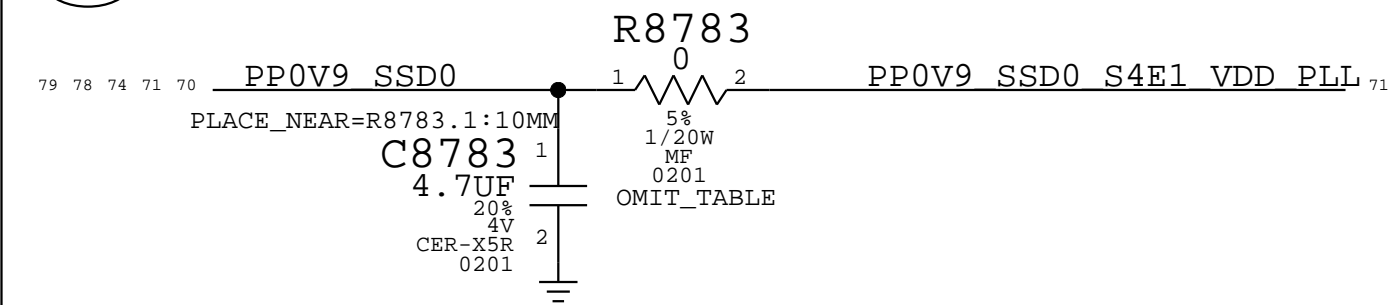 R8783
0
79 78 74 71 70 PP0V9_SSD0 1 2 PP0V9_SSD0_S4E1_VDD_PLL 71
PLACE_NEAR=R8783.1:10MM
5%
1/20W
MF
0201
OMIT_TABLE
C8783 1
4.7UF
20%
4V
CER-X5R 2
0201